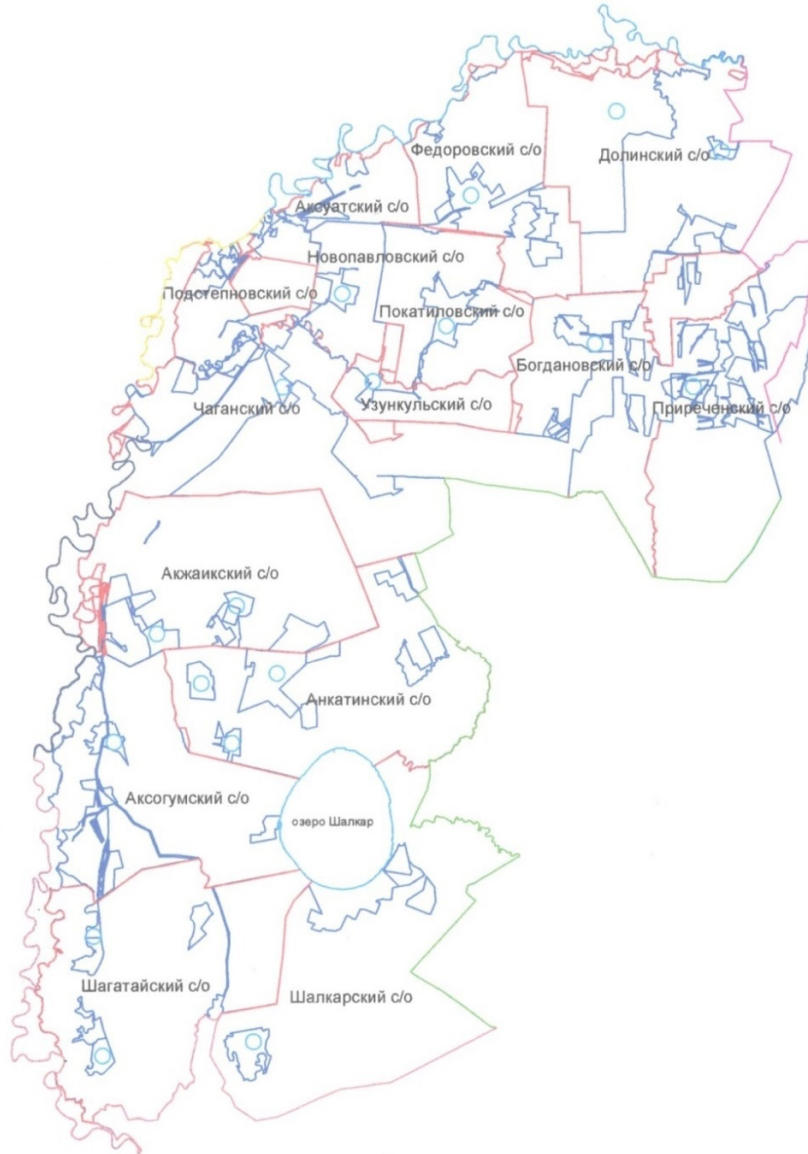 Федоровский с/о
Долинский с/о
Аксуатский с/о
Новопавловский с/о
Подстепновский с/о
Покатиловский с/о
Богдановский с/о
Чаганский с/о
Узункульский с/о
Приреченский с/о
Акжаикский с/о
Анкатинский с/о
Аксогумский с/о
озеро Шалкар
Шагатайский с/о
Шалкарский с/о